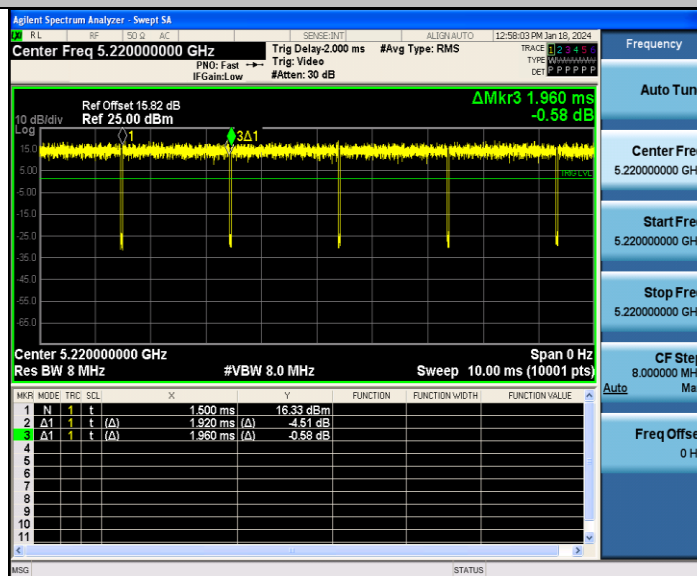 Agilent Spectrum Analyzer - Swept SA
RL RF 50 Ω AC SENSE:INT ALIGNAUTO 12:58:03 PM Jan 18, 2024
Center Freq 5.220000000 GHz
PNO: Fast
IFGain:Low
Trig Delay-2.000 ms
Trig: Video
#Atten: 30 dB
#Avg Type: RMS
TRACE 1 2 3 4 5 6
TYPE
DET P P P P P P
Ref Offset 15.82 dB
Ref 25.00 dBm
10 dB/div
Log
ΔMkr3 1.960 ms
-0.58 dB
1
3Δ1
15.0
5.00
TRIG LVL
-5.00
-15.0
-25.0
-35.0
-45.0
-55.0
-65.0
Center 5.220000000 GHz Span 0 Hz
Res BW 8 MHz #VBW 8.0 MHz Sweep 10.00 ms (10001 pts)
MKR MODE TRC SCL X Y FUNCTION FUNCTION WIDTH FUNCTION VALUE
1 N 1 t 1.500 ms 16.33 dBm
2 Δ1 1 t (Δ) 1.920 ms (Δ) -4.51 dB
3 Δ1 1 t (Δ) 1.960 ms (Δ) -0.58 dB
4
5
6
7
8
9
10
11
MSG STATUS
Frequency
Auto Tun
Center Fre
5.220000000 GH
Start Fre
5.220000000 GH
Stop Fre
5.220000000 GH
CF Ste
8.000000 MH
Auto Ma
Freq Offse
0 H